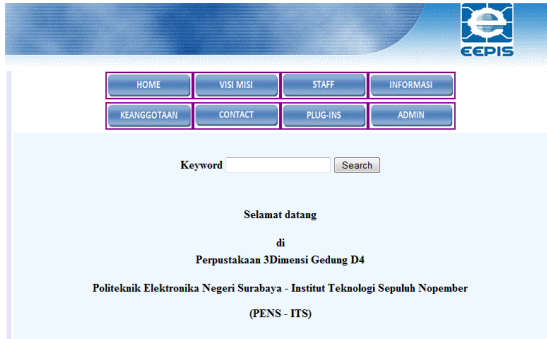 EEPIS
HOME VISI MISI STAFF INFORMASI
KEANGGOTAAN CONTACT PLUG-INS ADMIN
Keyword Search
Selamat datang
di
Perpustakaan 3Dimensi Gedung D4
Politeknik Elektronika Negeri Surabaya - Institut Teknologi Sepuluh Nopember
(PENS - ITS)